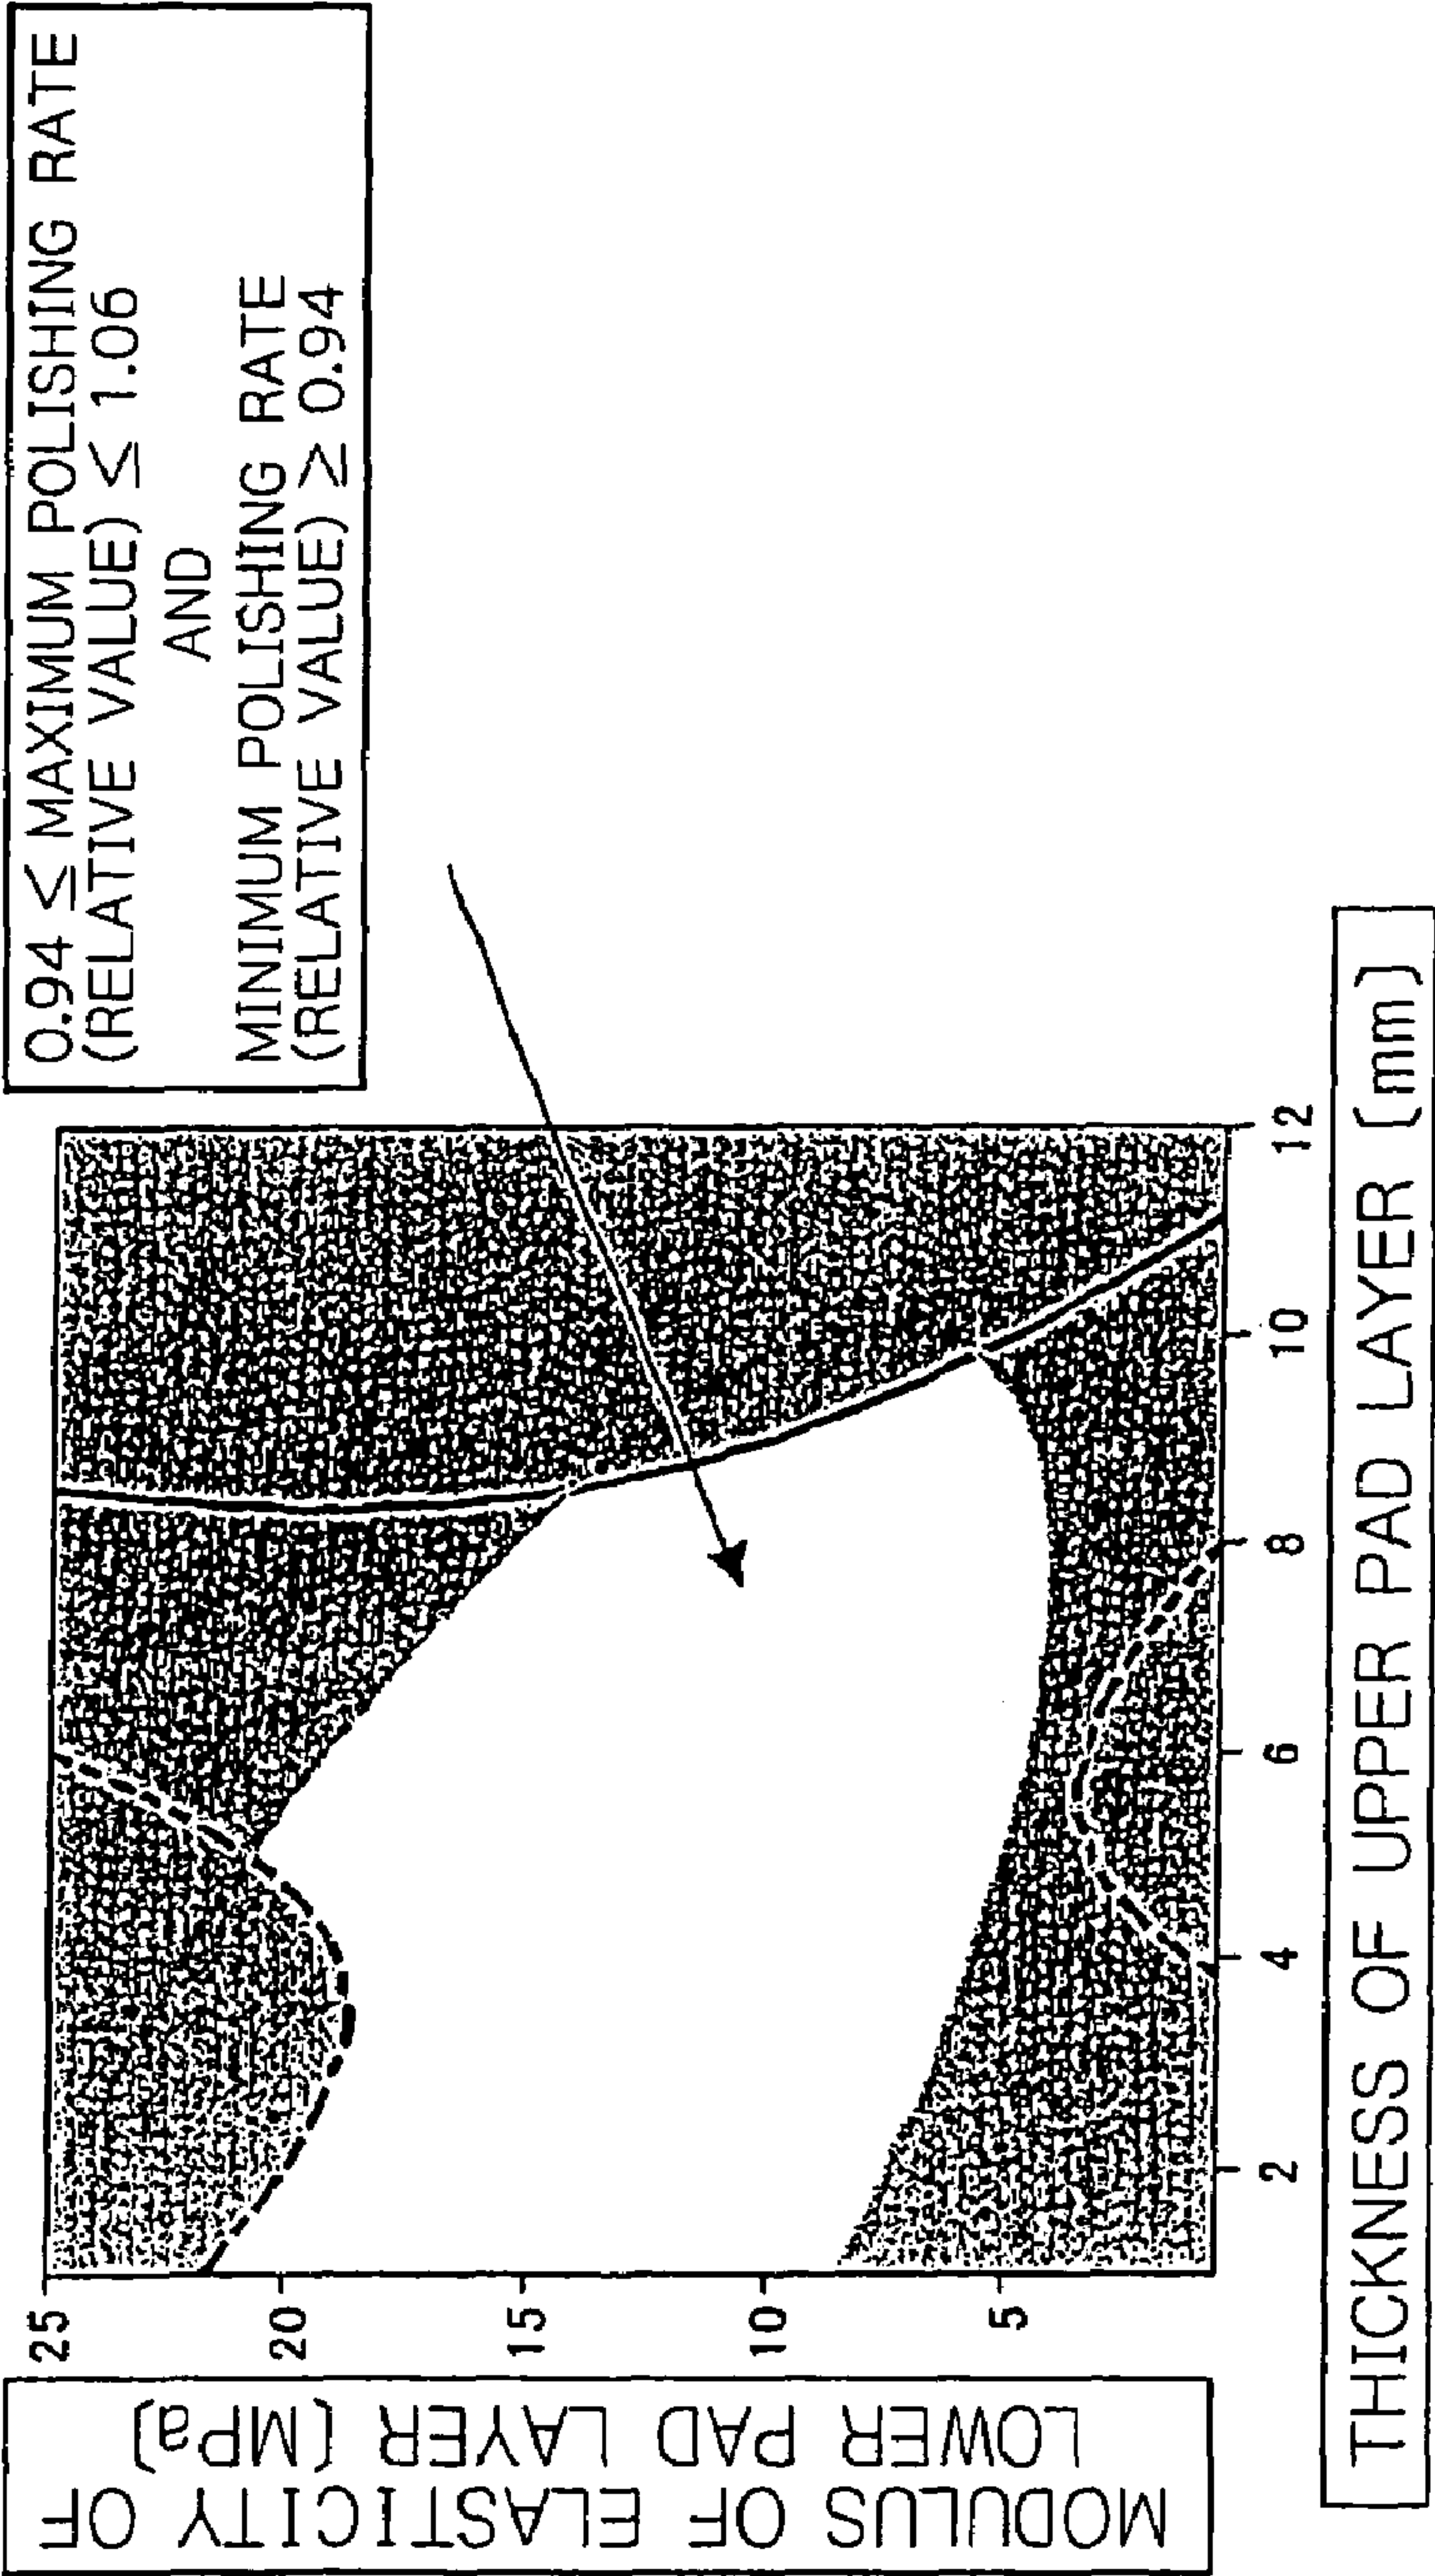 0.94 ≤ MAXIMUM POLISHING RATE
(RELATIVE VALUE) ≤ 1.06
AND
MINIMUM POLISHING RATE
(RELATIVE VALUE) ≥ 0.94
MODULUS OF ELASTICITY OF
LOWER PAD LAYER (MPa)
25
20
15
10
5
2
4
6
8
10
12
THICKNESS OF UPPER PAD LAYER (mm)